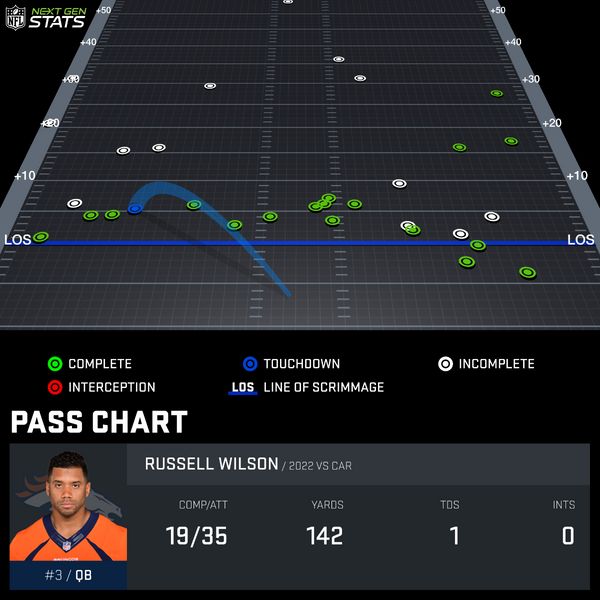 NFL NEXT GEN STATS
+50 +50
+40 +40
+30 +30
+20 +20
+10 +10
LOS LOS
COMPLETE TOUCHDOWN INCOMPLETE
INTERCEPTION LOS LINE OF SCRIMMAGE
PASS CHART
RUSSELL WILSON / 2022 VS CAR
COMP/ATT YARDS TDS INTS
19/35 142 1 0
#3 / QB